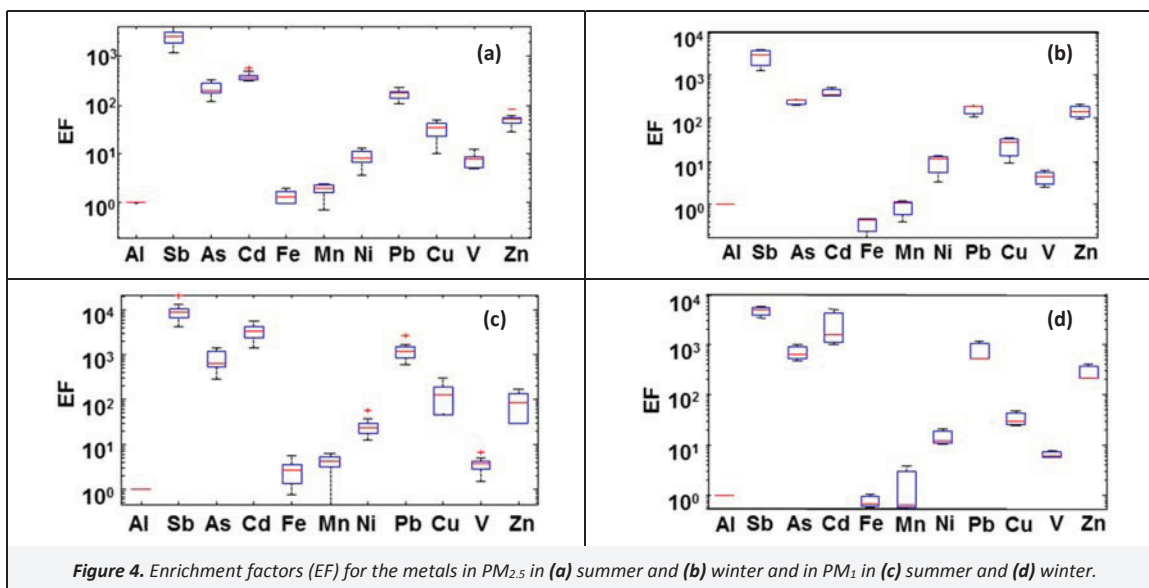 (a)
EF
10³
10²
10¹
10⁰
Al Sb As Cd Fe Mn Ni Pb Cu V Zn
(b)
EF
10⁴
10³
10²
10¹
10⁰
Al Sb As Cd Fe Mn Ni Pb Cu V Zn
(c)
EF
10⁴
10³
10²
10¹
10⁰
Al Sb As Cd Fe Mn Ni Pb Cu V Zn
(d)
EF
10⁴
10³
10²
10¹
10⁰
Al Sb As Cd Fe Mn Ni Pb Cu V Zn
Figure 4. Enrichment factors (EF) for the metals in PM₂.₅ in (a) summer and (b) winter and in PM₁ in (c) summer and (d) winter.